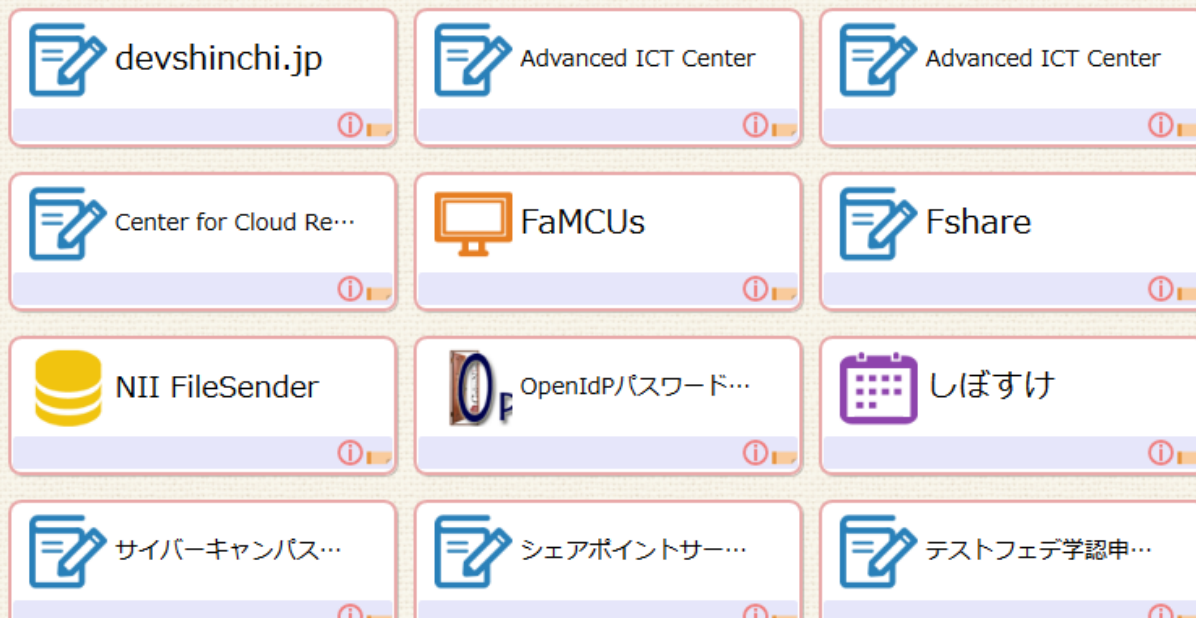 devshinchi.jp
Advanced ICT Center
Advanced ICT Center
Center for Cloud Re…
FaMCUs
Fshare
NII FileSender
OpenIdPパスワード…
しぼすけ
サイバーキャンパス…
シェアポイントサー…
テストフェデ学認申…